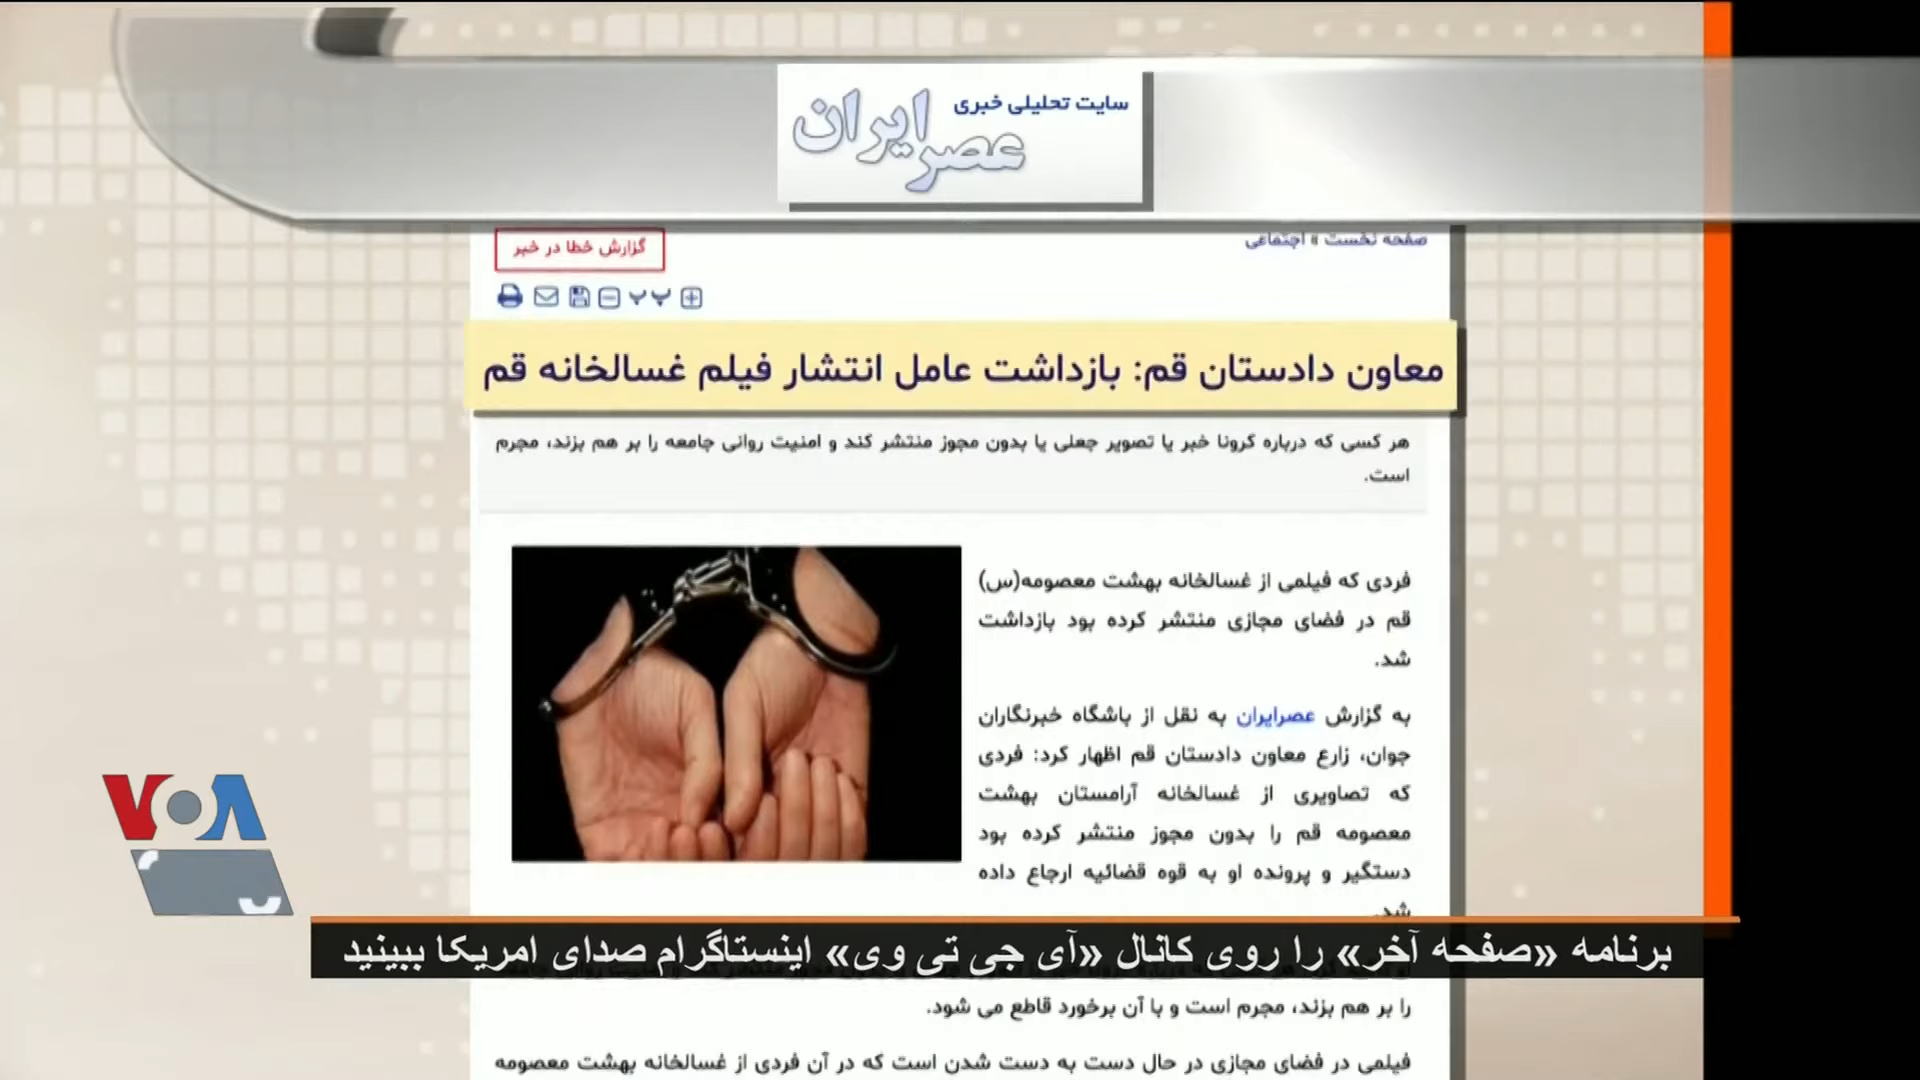 سایت تحلیلی خبری
عصر ایران
صفحه نخست » اجتماعی
گزارش خطا در خبر
معاون دادستان قم: بازداشت عامل انتشار فیلم غسالخانه قم
هر کسی که درباره کرونا خبر یا تصویر جعلی یا بدون مجوز منتشر کند و امنیت روانی جامعه را بر هم بزند، مجرم
است.
فردی که فیلمی از غسالخانه بهشت معصومه(س)
قم در فضای مجازی منتشر کرده بود بازداشت
شد.
به گزارش عصرایران به نقل از باشگاه خبرنگاران
جوان، زارع معاون دادستان قم اظهار کرد: فردی
که تصاویری از غسالخانه آرامستان بهشت
معصومه قم را بدون مجوز منتشر کرده بود
دستگیر و پرونده او به قوه قضائیه ارجاع داده
شد.
VOA
برنامه «صفحه آخر» را روی کانال «آی جی تی وی» اینستاگرام صدای امریکا ببینید
را بر هم بزند، مجرم است و با آن برخورد قاطع می شود.
فیلمی در فضای مجازی در حال دست به دست شدن است که در آن فردی از غسالخانه بهشت معصومه